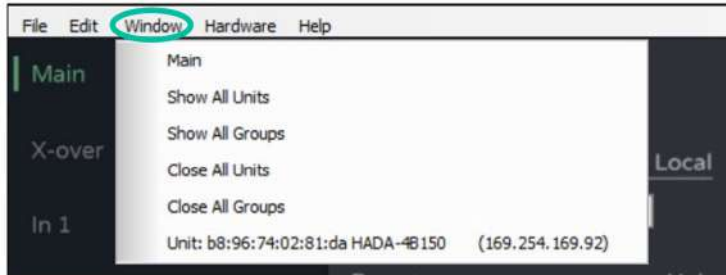 File Edit Window Hardware Help
Main
Main
Show All Units
Show All Groups
X-over
Close All Units
Local
Close All Groups
In 1
Unit: b8:96:74:02:81:da HADA-4B150 (169.254.169.92)